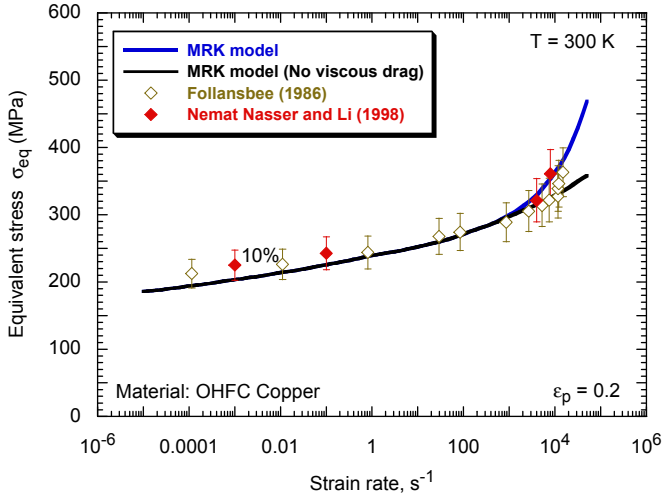 600
500
400
300
200
100
0
Equivalent stress σeq (MPa)
MRK model
MRK model (No viscous drag)
Follansbee (1986)
Nemat Nasser and Li (1998)
T = 300 K
10%
Material: OHFC Copper
εp = 0.2
10-6 0.0001 0.01 1 100 104 106
Strain rate, s-1